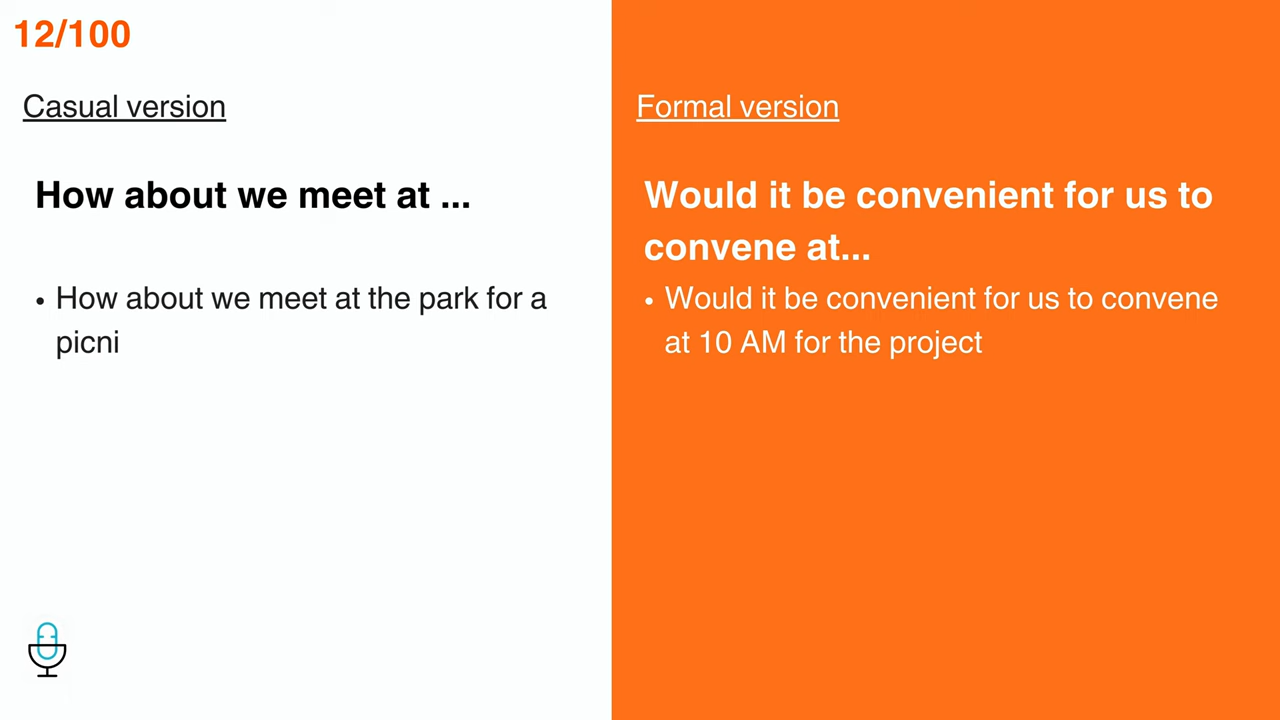 12/100
Casual version
How about we meet at ...
How about we meet at the park for a
picni
Formal version
Would it be convenient for us to
convene at...
Would it be convenient for us to convene
at 10 AM for the project